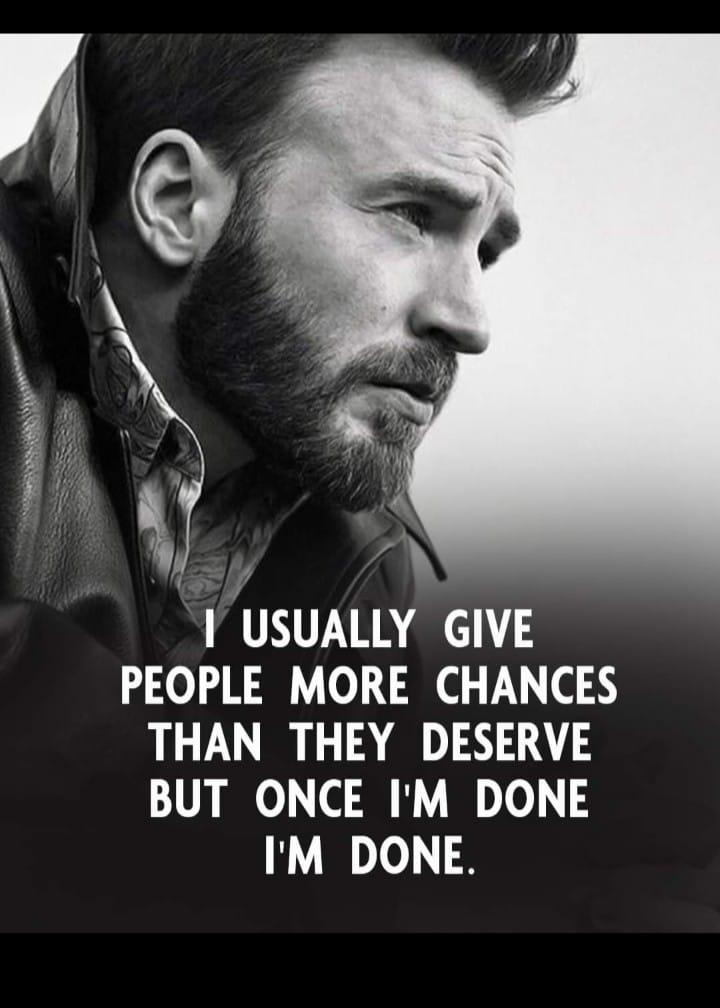 I USUALLY GIVE
PEOPLE MORE CHANCES
THAN THEY DESERVE
BUT ONCE I'M DONE
I'M DONE.